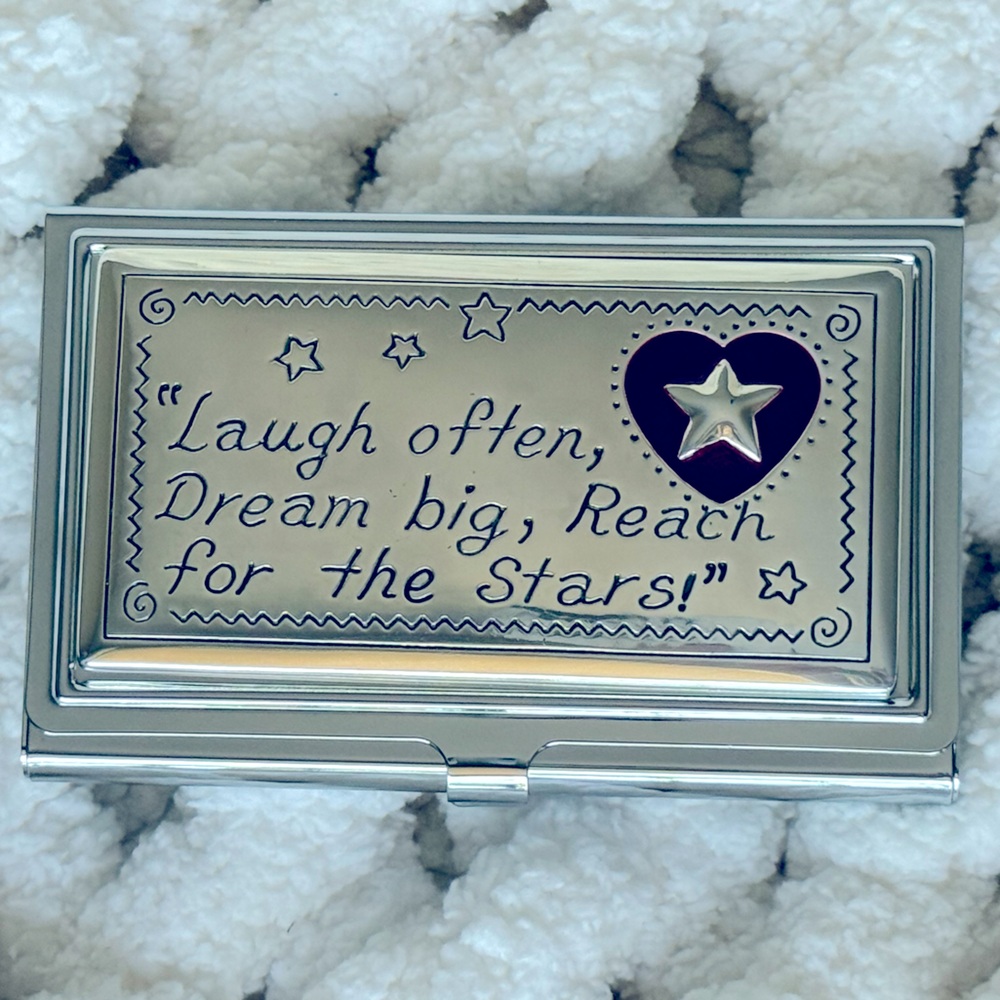 "Laugh often,
Dream big, Reach
for the Stars!"